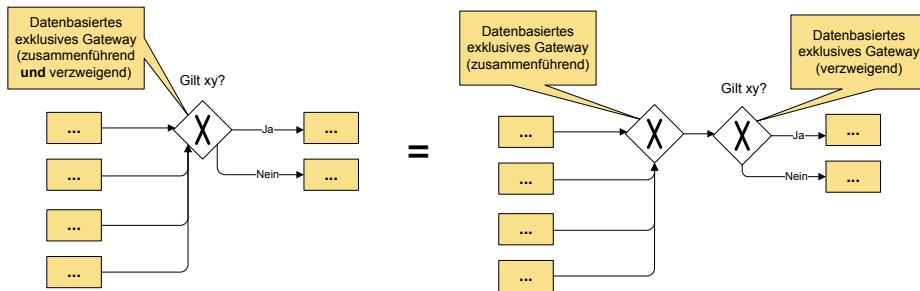 Datenbasiertes
exklusives Gateway
(zusammenführend
und verzweigend)
Gilt xy?
X
Ja
Nein
...
...
...
...
...
...
=
Datenbasiertes
exklusives Gateway
(zusammenführend)
Datenbasiertes
exklusives Gateway
(verzweigend)
Gilt xy?
X
X
Ja
Nein
...
...
...
...
...
...